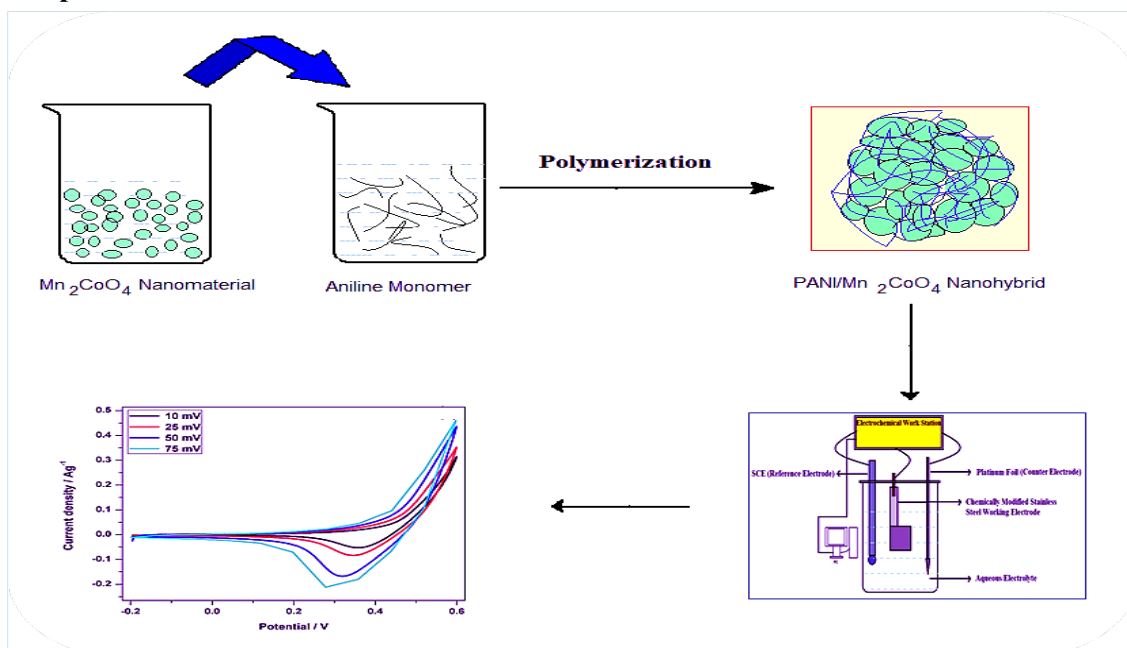 Polymerization
Mn 2CoO4 Nanomaterial
Aniline Monomer
PANI/Mn 2CoO4 Nanohybrid
0.5
0.4
0.3
0.2
0.1
0.0
-0.1
-0.2
10 mV
25 mV
50 mV
75 mV
Current density / Ag-1
-0.2
0.0
0.2
0.4
0.6
Potential / V
Electrochemical Work Station
SCE (Reference Electrode)
Platinum Foil (Counter Electrode)
Chemically Modified Stainless
Steel Working Electrode
Aqueous Electrolyte